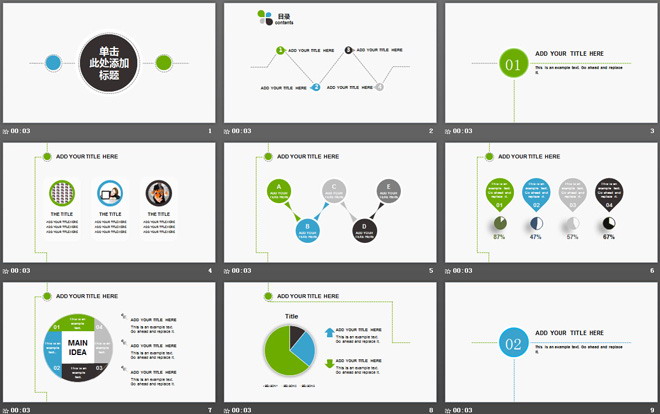 单击
此处添加
标题
00:03
1
目录
contents
1
ADD YOUR TITLE HERE
3
ADD YOUR TITLE HERE
ADD YOUR TITLE HERE
2
ADD YOUR TITLE HERE
4
00:03
2
01
ADD YOUR TITLE HERE
This is an example text. Go ahead and replace
it.
00:03
3
ADD YOUR TITLE HERE
THE TITLE
THE TITLE
THE TITLE
ADD YOUR TITLE HERE
ADD YOUR TITLE HERE
ADD YOUR TITLE HERE
ADD YOUR TITLE HERE
ADD YOUR TITLE HERE
ADD YOUR TITLE HERE
ADD YOUR TITLE HERE
ADD YOUR TITLE HERE
ADD YOUR TITLE HERE
00:03
4
ADD YOUR TITLE HERE
A
ADD YOUR
TEXT HERE
C
ADD YOUR
TEXT HERE
E
ADD YOUR
TEXT HERE
B
ADD YOUR
TEXT HERE
D
ADD YOUR
TEXT HERE
00:03
5
ADD YOUR TITLE HERE
This is an
example text.
Go ahead
01
This is an
example text.
Go ahead
02
This is an
example text.
Go ahead
03
This is an
example text.
Go ahead
04
67%
47%
57%
67%
00:03
6
ADD YOUR TITLE HERE
01
This is an
example
text.
04
This is an
example
text.
MAIN
IDEA
This is an
example
text.
02
This is an
example
text.
03
ADD YOUR TITLE HERE
This is an example text.
Go ahead and replace it.
ADD YOUR TITLE HERE
This is an example text.
Go ahead and replace it.
ADD YOUR TITLE HERE
This is an example text.
Go ahead and replace it.
00:03
7
ADD YOUR TITLE HERE
Title
ADD YOUR TITLE HERE
This is an example text.
Go ahead and replace it.
ADD YOUR TITLE HERE
This is an example text.
Go ahead and replace it.
00:03
8
02
ADD YOUR TITLE HERE
This is an example text. Go ahead and replace
it.
00:03
9